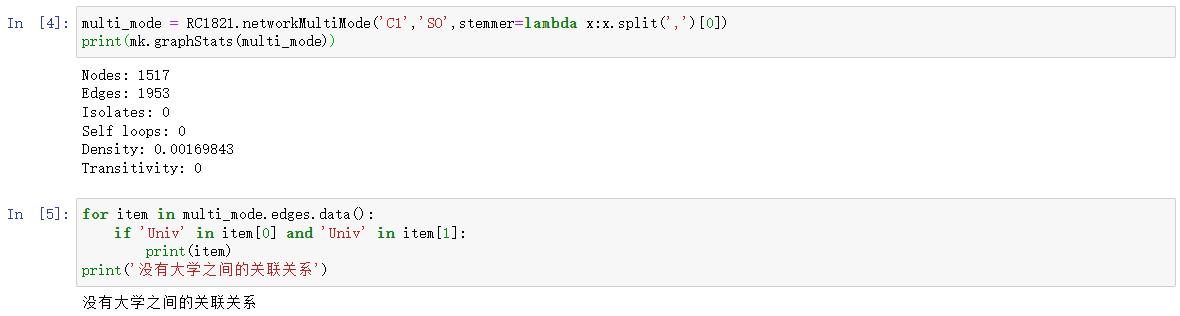 In [4]: multi_mode = RC1821.networkMultiMode('C1','SO',stemmer=lambda x:x.split(',')[0])
print(mk.graphStats(multi_mode))
Nodes: 1517
Edges: 1953
Isolates: 0
Self loops: 0
Density: 0.00169843
Transitivity: 0
In [5]: for item in multi_mode.edges.data():
    if 'Univ' in item[0] and 'Univ' in item[1]:
        print(item)
print('没有大学之间的关联关系')
没有大学之间的关联关系